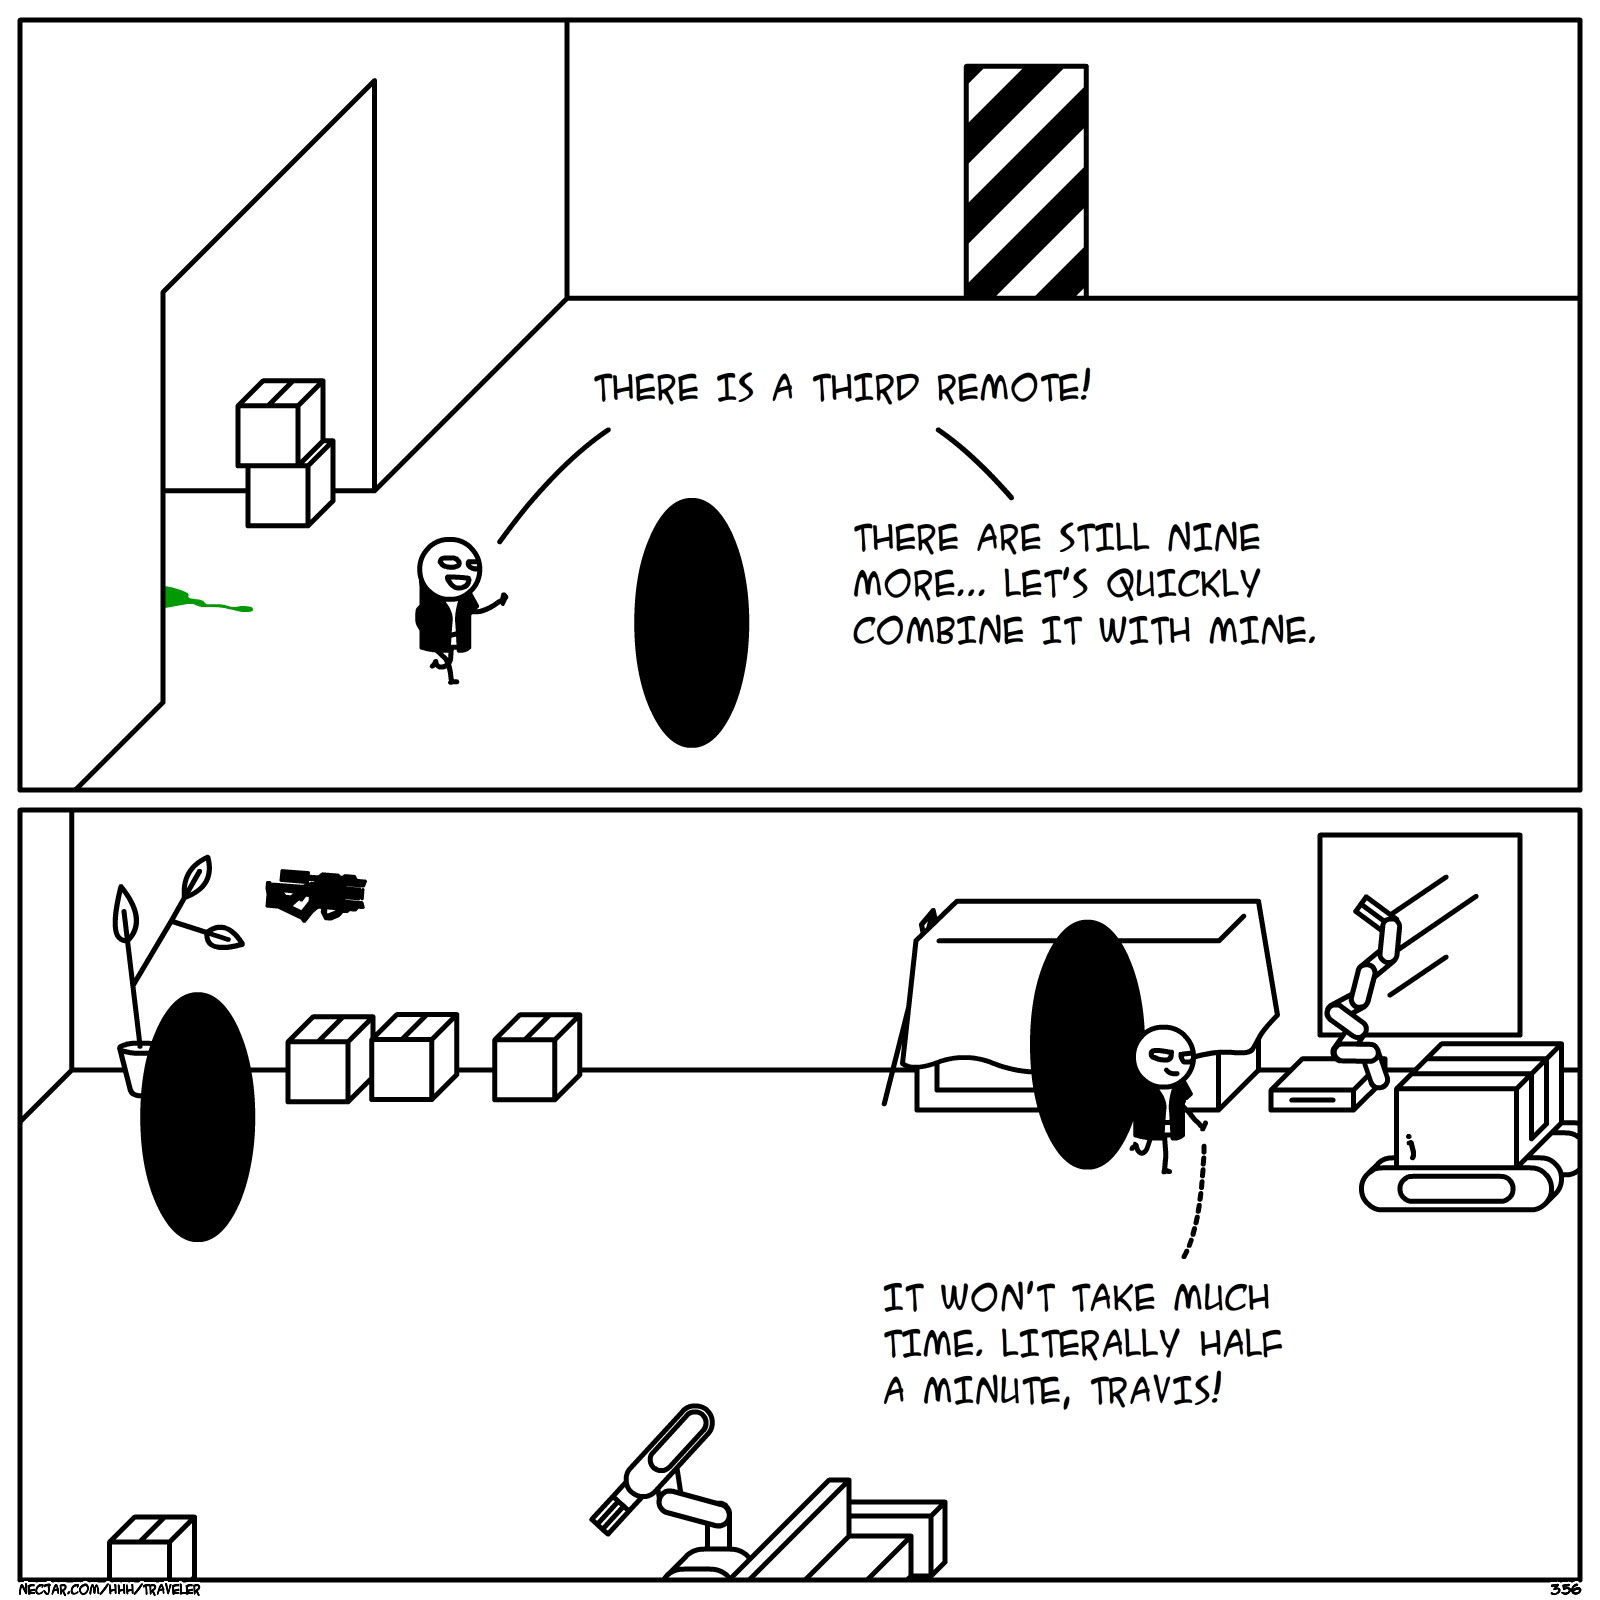 THERE IS A THIRD REMOTE!
THERE ARE STILL NINE
MORE... LET'S QUICKLY
COMBINE IT WITH MINE.
IT WON'T TAKE MUCH
TIME. LITERALLY HALF
A MINUTE, TRAVIS!
NECJAR.COM/HHH/TRAVELER
356